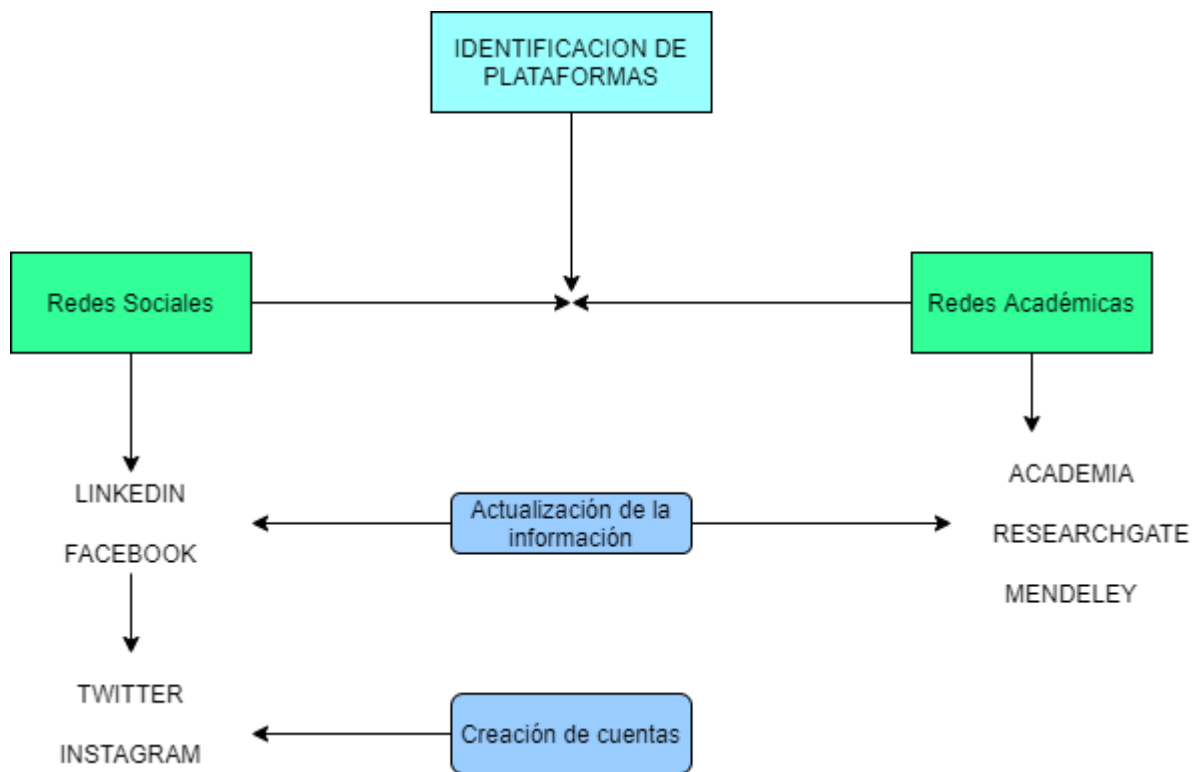 IDENTIFICACION DE
PLATAFORMAS
Redes Sociales
Redes Académicas
LINKEDIN
FACEBOOK
Actualización de la
información
ACADEMIA
RESEARCHGATE
MENDELEY
TWITTER
INSTAGRAM
Creación de cuentas